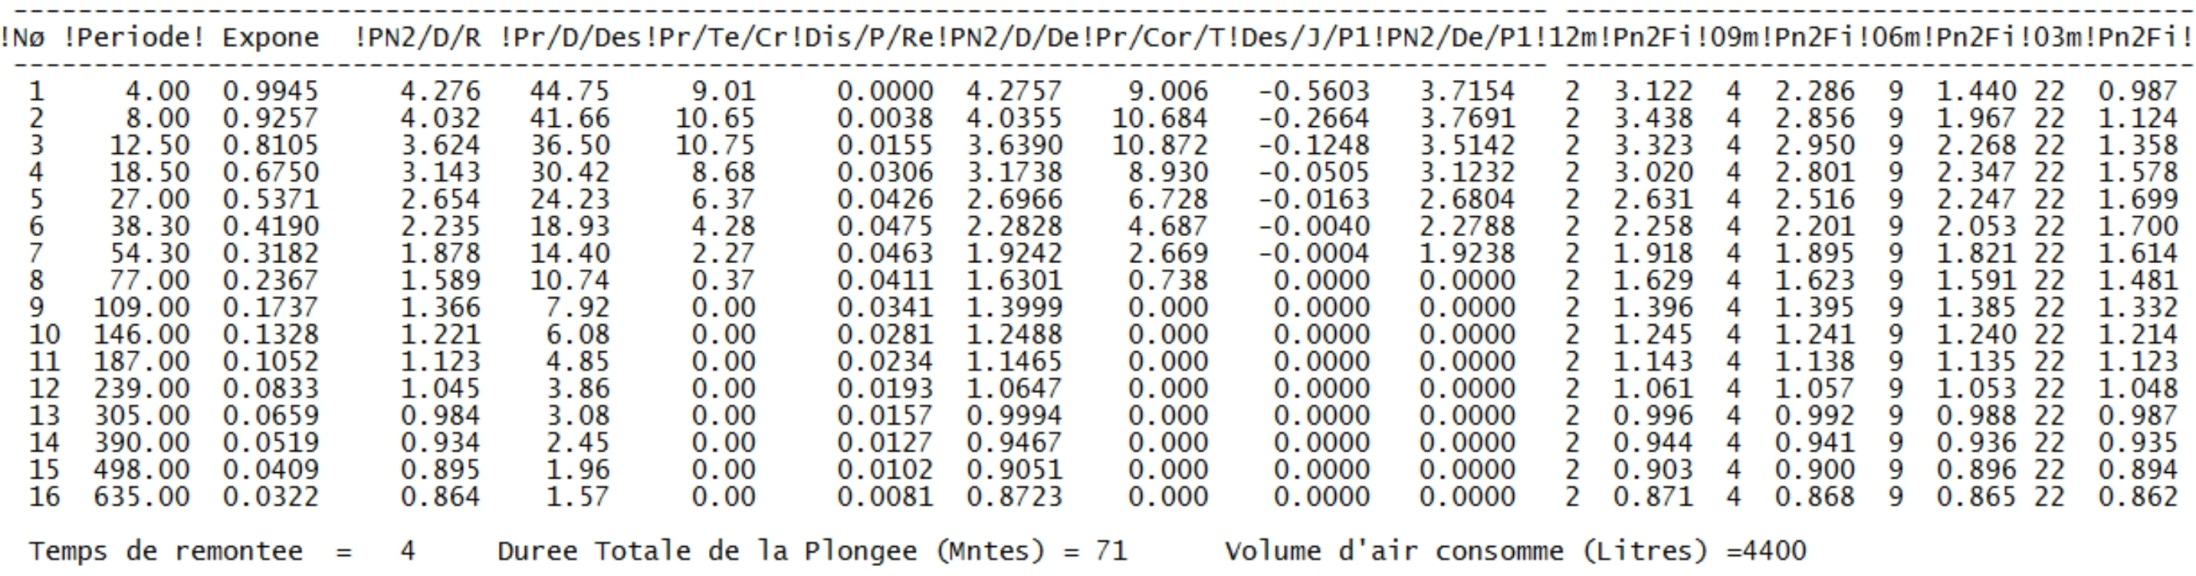 !Nø !Periode! Expone !PN2/D/R !Pr/D/Des!Pr/Te/Cr!Dis/P/Re!PN2/D/De!Pr/Cor/T!Des/J/P1!PN2/De/P1!12m!Pn2Fi!09m!Pn2Fi!06m!Pn2Fi!03m!Pn2Fi!
1 4.00 0.9945 4.276 44.75 9.01 0.0000 4.2757 9.006 -0.5603 3.7154 2 3.122 4 2.286 9 1.440 22 0.987
2 8.00 0.9257 4.032 41.66 10.65 0.0038 4.0355 10.684 -0.2664 3.7691 2 3.438 4 2.856 9 1.967 22 1.124
3 12.50 0.8105 3.624 36.50 10.75 0.0155 3.6390 10.872 -0.1248 3.5142 2 3.323 4 2.950 9 2.268 22 1.358
4 18.50 0.6750 3.143 30.42 8.68 0.0306 3.1738 8.930 -0.0505 3.1232 2 3.020 4 2.801 9 2.347 22 1.578
5 27.00 0.5371 2.654 24.23 6.37 0.0426 2.6966 6.728 -0.0163 2.6804 2 2.631 4 2.516 9 2.247 22 1.699
6 38.30 0.4190 2.235 18.93 4.28 0.0475 2.2828 4.687 -0.0040 2.2788 2 2.258 4 2.201 9 2.053 22 1.700
7 54.30 0.3182 1.878 14.40 2.27 0.0463 1.9242 2.669 -0.0004 1.9238 2 1.918 4 1.895 9 1.821 22 1.614
8 77.00 0.2367 1.589 10.74 0.37 0.0411 1.6301 0.738 0.0000 0.0000 2 1.629 4 1.623 9 1.591 22 1.481
9 109.00 0.1737 1.366 7.92 0.00 0.0341 1.3999 0.000 0.0000 0.0000 2 1.396 4 1.395 9 1.385 22 1.332
10 146.00 0.1328 1.221 6.08 0.00 0.0281 1.2488 0.000 0.0000 0.0000 2 1.245 4 1.241 9 1.240 22 1.214
11 187.00 0.1052 1.123 4.85 0.00 0.0234 1.1465 0.000 0.0000 0.0000 2 1.143 4 1.138 9 1.135 22 1.123
12 239.00 0.0833 1.045 3.86 0.00 0.0193 1.0647 0.000 0.0000 0.0000 2 1.061 4 1.057 9 1.053 22 1.048
13 305.00 0.0659 0.984 3.08 0.00 0.0157 0.9994 0.000 0.0000 0.0000 2 0.996 4 0.992 9 0.988 22 0.987
14 390.00 0.0519 0.934 2.45 0.00 0.0127 0.9467 0.000 0.0000 0.0000 2 0.944 4 0.941 9 0.936 22 0.935
15 498.00 0.0409 0.895 1.96 0.00 0.0102 0.9051 0.000 0.0000 0.0000 2 0.903 4 0.900 9 0.896 22 0.894
16 635.00 0.0322 0.864 1.57 0.00 0.0081 0.8723 0.000 0.0000 0.0000 2 0.871 4 0.868 9 0.865 22 0.862
Temps de remontee = 4 Duree Totale de la Plongee (Mntes) = 71 Volume d'air consomme (Litres) =4400